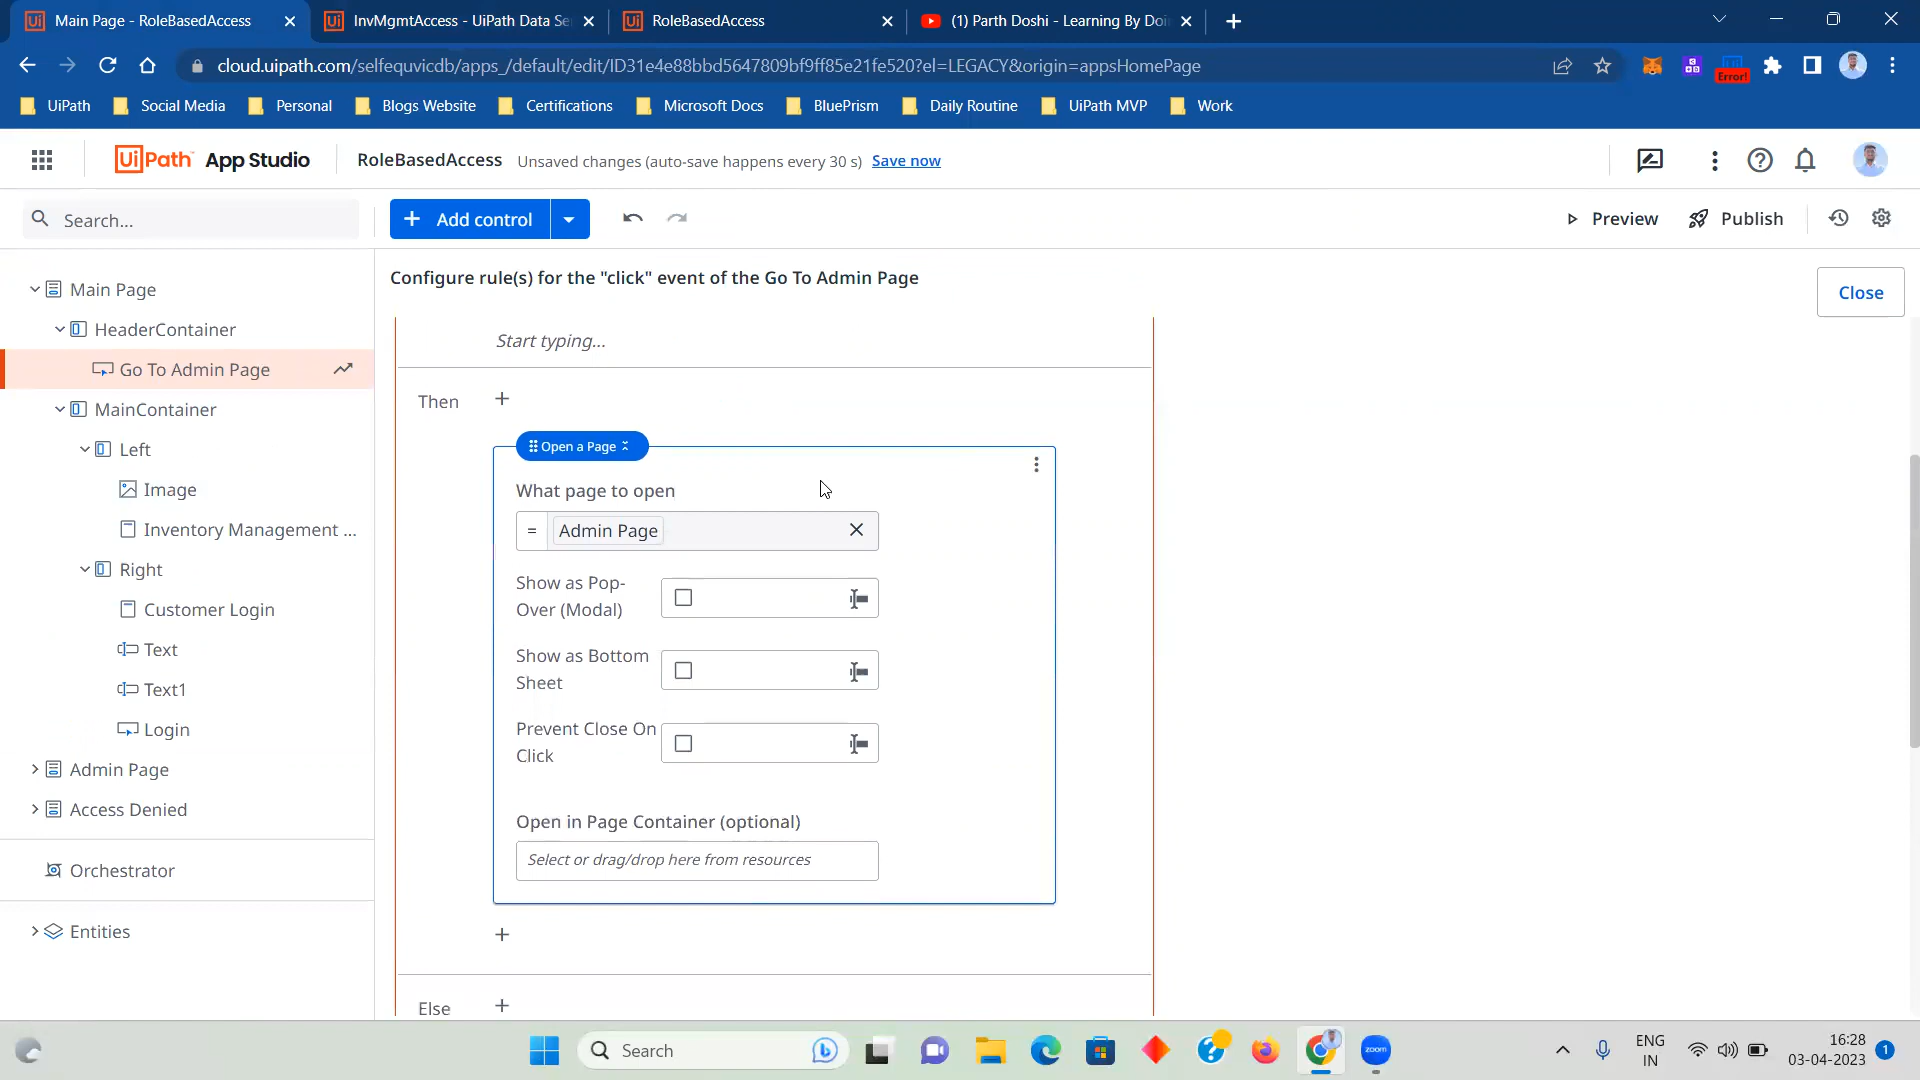 Main Page - RoleBasedAccess
InvMgmtAccess - UiPath Data Se
RoleBasedAccess
(1) Parth Doshi - Learning By Doi
cloud.uipath.com/selfequvicdb/apps_/default/edit/ID31e4e88bbd5647809bf9ff85e21fe520?el=LEGACY&origin=appsHomePage
Error!
UiPath
Social Media
Personal
Blogs Website
Certifications
Microsoft Docs
BluePrism
Daily Routine
UiPath MVP
Work
UiPath App Studio
RoleBasedAccess
Unsaved changes (auto-save happens every 30 s) Save now
Search...
Add control
Preview
Publish
Main Page
HeaderContainer
Go To Admin Page
MainContainer
Left
Image
Inventory Management ...
Right
Customer Login
Text
Text1
Login
Admin Page
Access Denied
Orchestrator
Entities
Configure rule(s) for the "click" event of the Go To Admin Page
Close
Start typing...
Then
Open a Page
What page to open
= Admin Page
Show as Pop-
Over (Modal)
Show as Bottom
Sheet
Prevent Close On
Click
Open in Page Container (optional)
Select or drag/drop here from resources
Else
Search
zoom
ENG
IN
16:28
03-04-2023
1